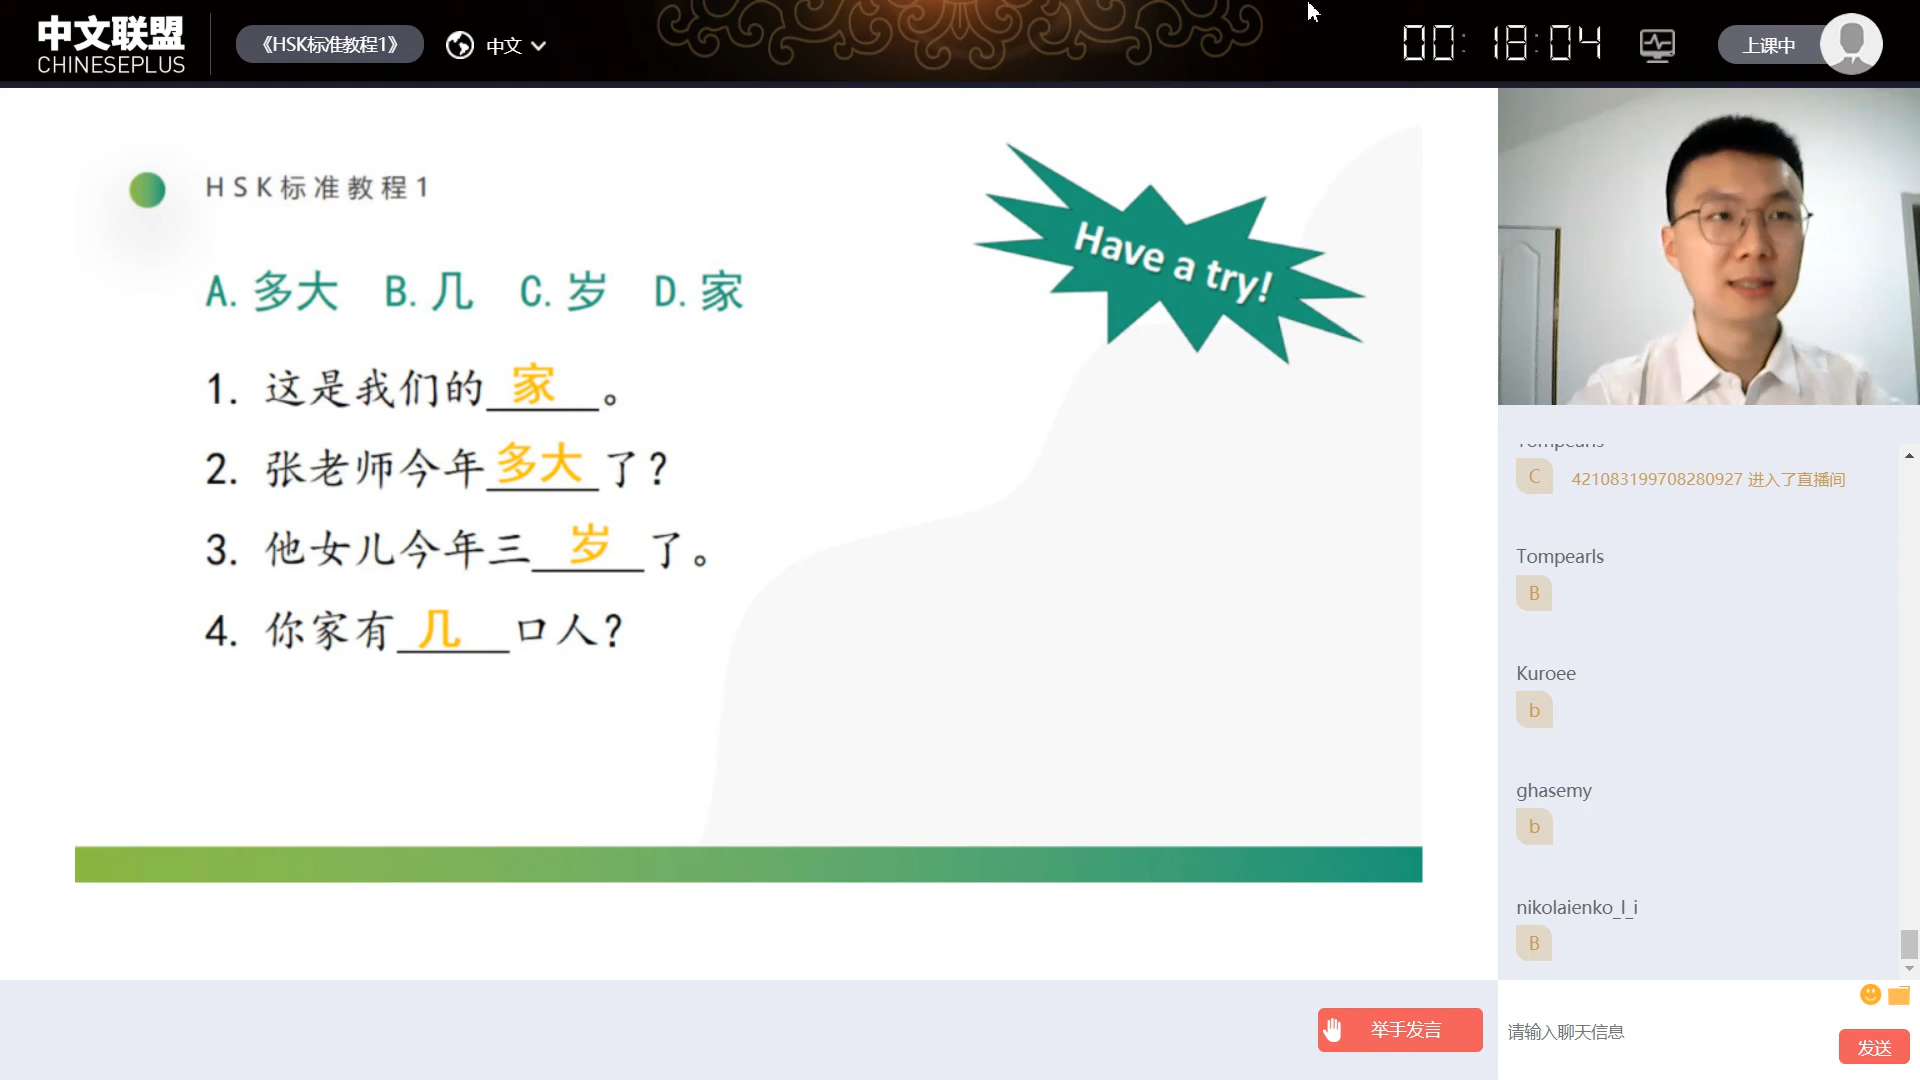 中文联盟
CHINESEPLUS
《HSK标准教程1》
中文
00:18:04
上课中
HSK标准教程1
Have a try!
A. 多大 B. 几 C. 岁 D. 家
1. 这是我们的 家 。
2. 张老师今年 多大 了?
3. 他女儿今年三 岁 了。
4. 你家有 几 口人?
Tompearls
C
421083199708280927 进入了直播间
Tompearls
B
Kuroee
b
ghasemy
b
nikolaienko_l_i
B
举手发言
请输入聊天信息
发送